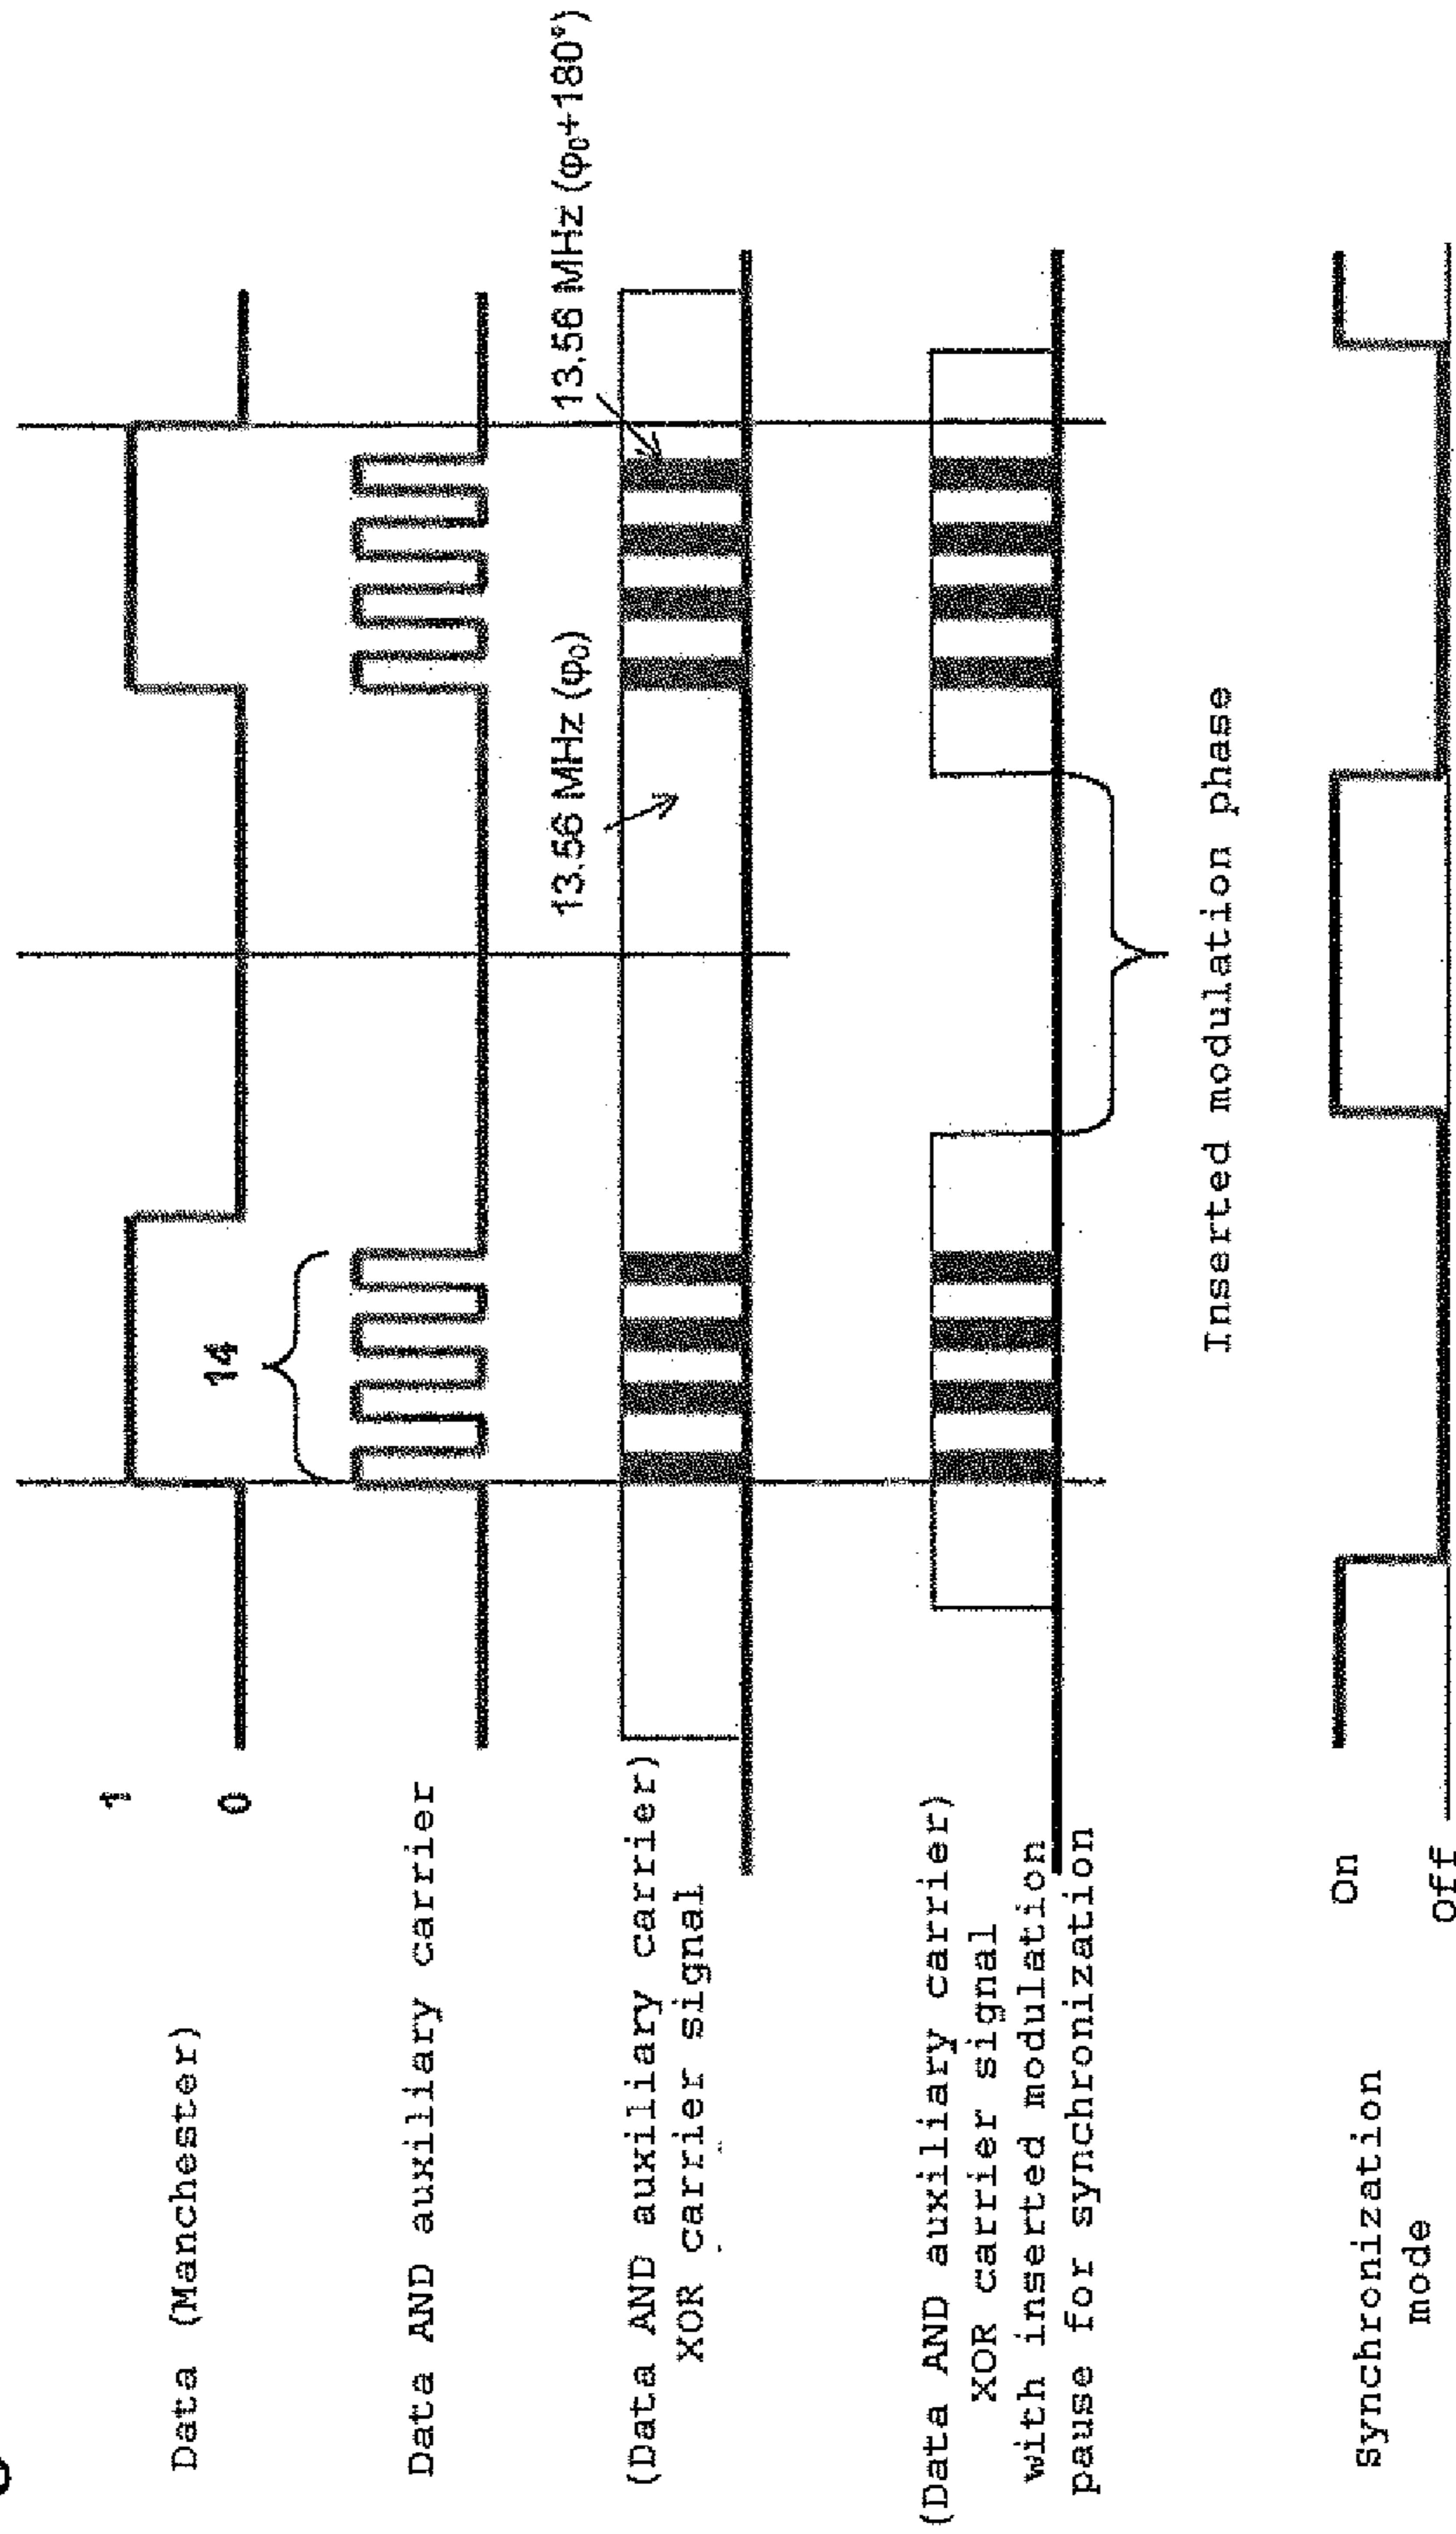 1
Data (Manchester)
0
14
Data AND auxiliary carrier
13.56 MHz (φ0)
13.56 MHz (φ0+180°)
(Data AND auxiliary carrier)
XOR carrier signal
(Data AND auxiliary carrier)
XOR carrier signal
with inserted modulation
pause for synchronization
Inserted modulation phase
On
Synchronization
mode
Off